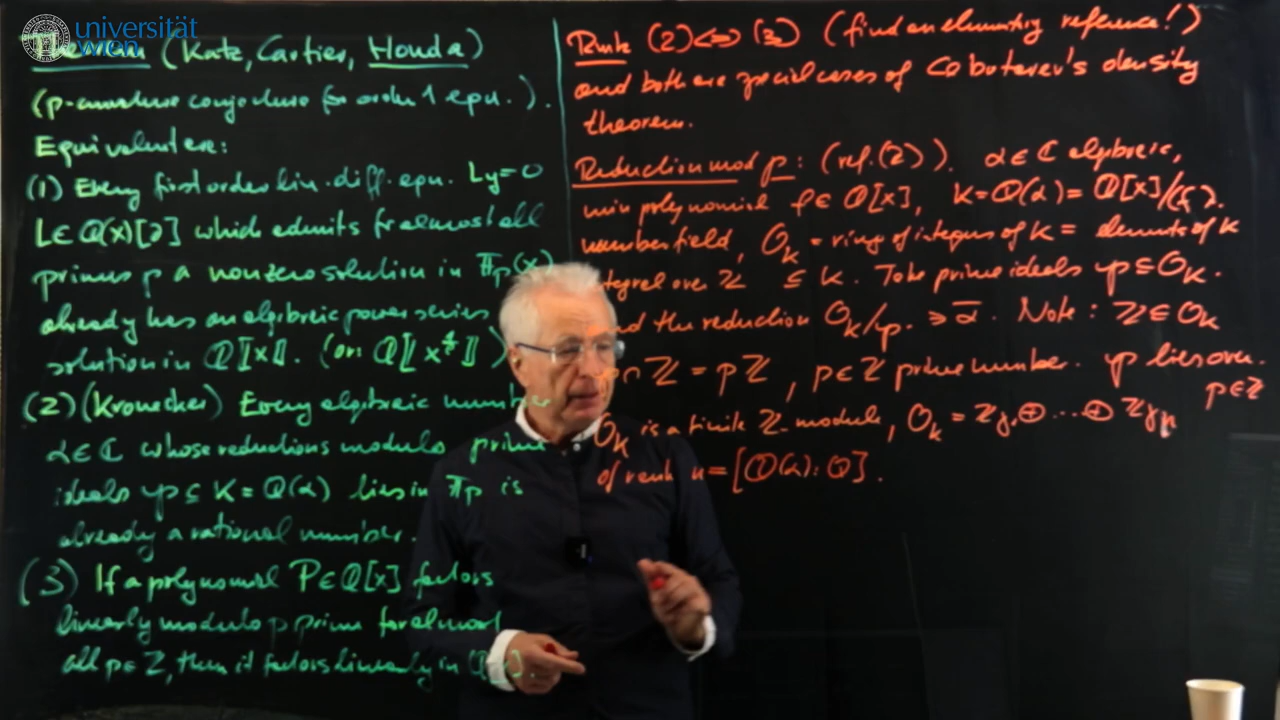 universität
wien
Theorem (Katz, Cartier, Honda)
(p-curvature conjecture for order 1 equ.).
Equivalent are:
(1) Every first order lin. diff. equ. Ly=0
L∈Q(x)[∂] which admits for almost all
primes p a nonzero solution in 𝔽p(x)
already has an algebraic power series
solution in Q⟦x⟧. (or: Q⟦
(2) (Kronecker) Every algebraic number
α∈ℂ whose reductions modulo prime
ideals 𝔭 ⊆ K = Q(α) lies in 𝔽p is
already a rational number.
(3) If a polynomial P∈Q[x] factors
linearly modulo p prime for almost
all p∈ℤ, then it factors linearly in
Rmk (2)⇔(3) (find an elementary reference!)
and both are special cases of Cebotarev's density
theorem.
Reduction mod p: (ref.(2)). α∈ℂ algebraic,
min polynomial f∈Q[x], K=Q(α)=Q[x]/(f).
number field, O_K = ring of integers of K = elements of K
integral over ℤ ⊆ K. Take prime ideals 𝔭⊆O_K.
and the reduction O_K/𝔭 ∋ ᾱ. Note: ℤ⊆O_K
∩ ℤ = pℤ, p∈ℤ prime number. 𝔭 lies over
p∈ℤ
O_K is a finite ℤ-module, O_K = ℤy₁⊕...⊕ℤyₙ
of rank n=[Q(α):Q].